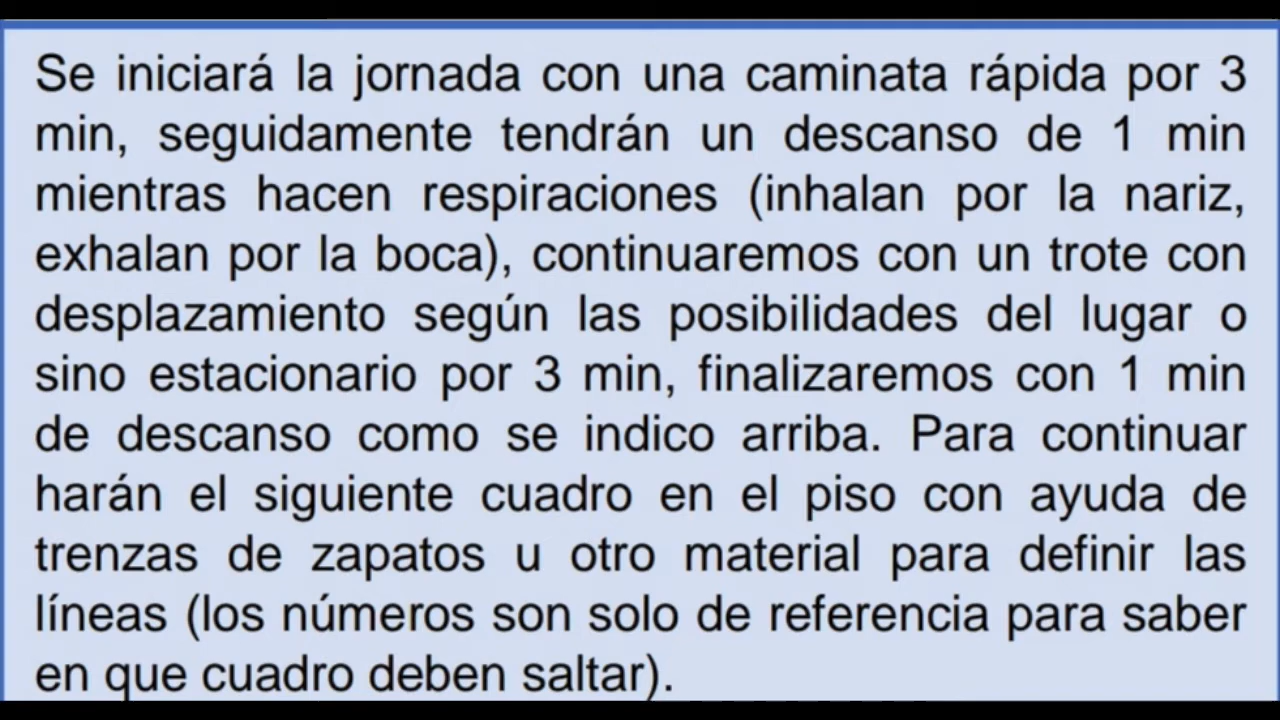 Se iniciará la jornada con una caminata rápida por 3
min, seguidamente tendrán un descanso de 1 min
mientras hacen respiraciones (inhalan por la nariz,
exhalan por la boca), continuaremos con un trote con
desplazamiento según las posibilidades del lugar o
sino estacionario por 3 min, finalizaremos con 1 min
de descanso como se indico arriba. Para continuar
harán el siguiente cuadro en el piso con ayuda de
trenzas de zapatos u otro material para definir las
líneas (los números son solo de referencia para saber
en que cuadro deben saltar).